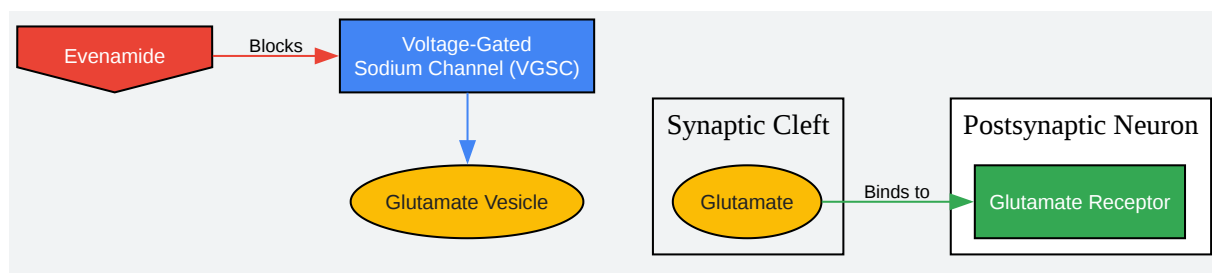 Evenamide
Blocks
Voltage-Gated
Sodium Channel (VGSC)
Glutamate Vesicle
Synaptic Cleft
Glutamate
Binds to
Postsynaptic Neuron
Glutamate Receptor